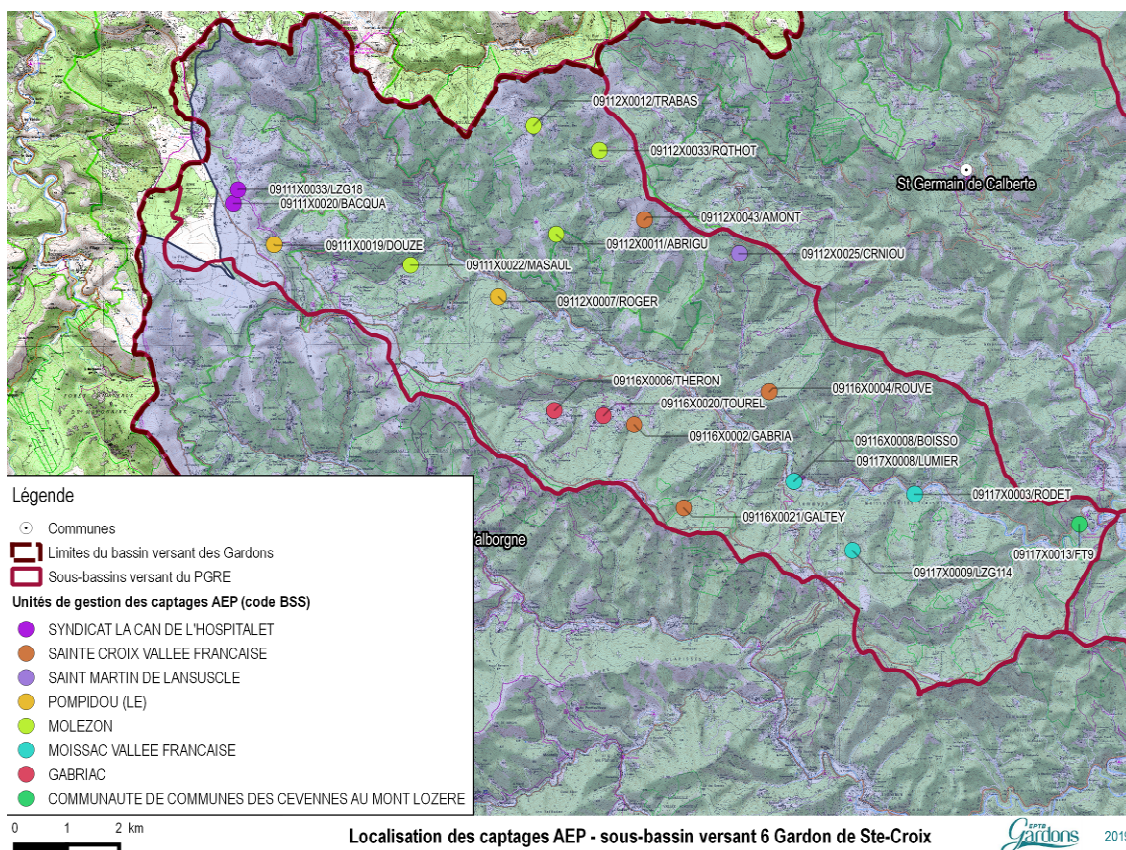 09112X0012/TRABAS
09112X0033/RQTHOT
St Germain de Calberte
09111X0033/LZG18
09111X0020/BACQUA
09112X0043/AMONT
09111X0019/DOUZE
09112X0011/ABRIGU
09112X0025/CRNIOU
09111X0022/MASAUL
09112X0007/ROGER
09116X0006/THERON
09116X0004/ROUVE
09116X0020/TOUREL
09116X0002/GABRIA
09116X0008/BOISSO
09117X0008/LUMIER
09117X0003/RODET
09116X0021/GALTEY
Valborgne
09117X0013/FT9
09117X0009/LZG114
Légende
Communes
Limites du bassin versant des Gardons
Sous-bassins versant du PGRE
Unités de gestion des captages AEP (code BSS)
SYNDICAT LA CAN DE L'HOSPITALET
SAINTE CROIX VALLEE FRANCAISE
SAINT MARTIN DE LANSUSCLE
POMPIDOU (LE)
MOLEZON
MOISSAC VALLEE FRANCAISE
GABRIAC
COMMUNAUTE DE COMMUNES DES CEVENNES AU MONT LOZERE
0 1 2 km
Localisation des captages AEP - sous-bassin versant 6 Gardon de Ste-Croix
EPTB
Gardons
2015